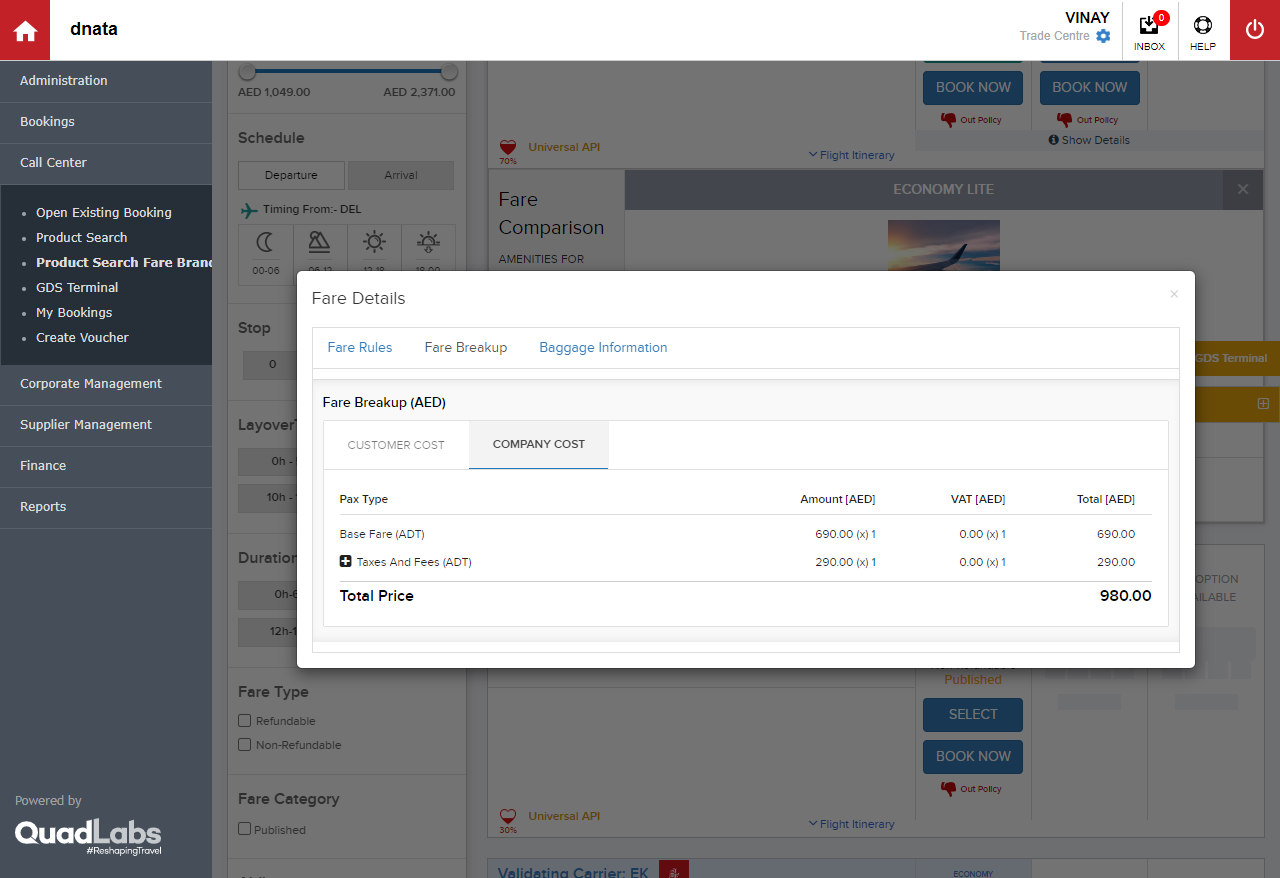 dnata
VINAY
Trade Centre
0
INBOX
HELP
Administration
Bookings
Call Center
Open Existing Booking
Product Search
Product Search Fare Brand
GDS Terminal
My Bookings
Create Voucher
Corporate Management
Supplier Management
Finance
Reports
Powered by
QuadLabs
#ReshapingTravel
AED 1,049.00 AED 2,371.00
Schedule
Departure Arrival
Timing From:- DEL
00-06 06-12 12-18 18-00
Stop
0
Layover
0h -
10h -
Duration
0h-6
12h-1
Fare Type
Refundable
Non-Refundable
Fare Category
Published
BOOK NOW BOOK NOW
Out Policy Out Policy
Show Details
70%
Universal API
Flight Itinerary
Fare
Comparison
AMENITIES FOR
ECONOMY LITE
Fare Details
Fare Rules Fare Breakup Baggage Information
Fare Breakup (AED)
CUSTOMER COST COMPANY COST
Pax Type Amount [AED] VAT [AED] Total [AED]
Base Fare (ADT) 690.00 (x) 1 0.00 (x) 1 690.00
Taxes And Fees (ADT) 290.00 (x) 1 0.00 (x) 1 290.00
Total Price 980.00
GDS Terminal
OPTION
Published
SELECT
BOOK NOW
Out Policy
30%
Universal API
Flight Itinerary
Validating Carrier: EK
ECONOMY